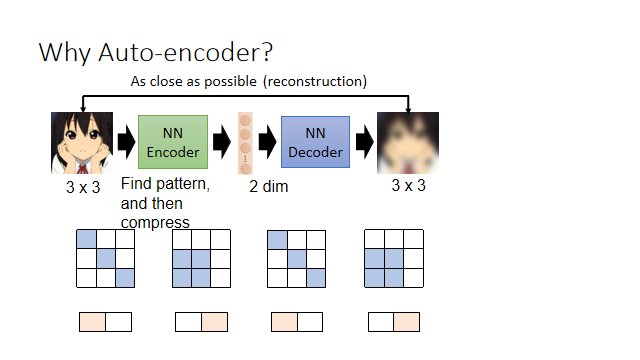 Why Auto-encoder?
As close as possible (reconstruction)
NN
Encoder
NN
Decoder
3 x 3
Find pattern,
and then
compress
2 dim
3 x 3